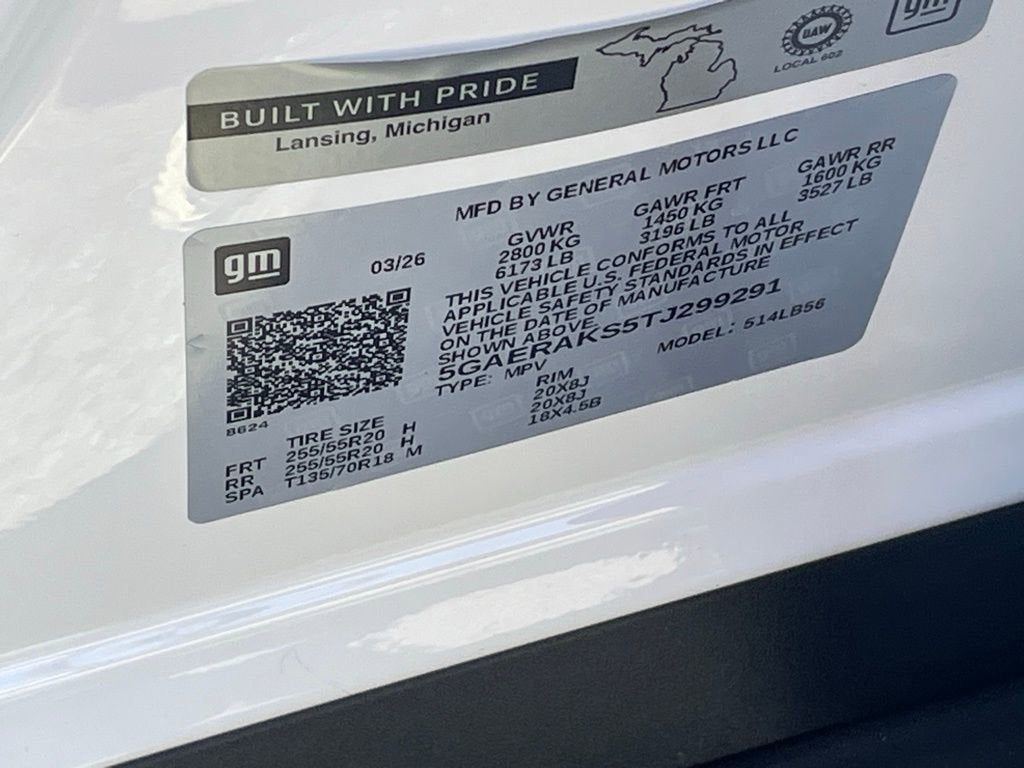 BUILT WITH PRIDE
Lansing, Michigan
UAW
LOCAL 602
gm
MFD BY GENERAL MOTORS LLC
gm
03/26
GVWR GAWR FRT GAWR RR
2800 KG 1450 KG 1600 KG
6173 LB 3196 LB 3527 LB
THIS VEHICLE CONFORMS TO ALL
APPLICABLE U.S. FEDERAL MOTOR
VEHICLE SAFETY STANDARDS IN EFFECT
ON THE DATE OF MANUFACTURE
SHOWN ABOVE
5GAERAKS5TJ299291
TYPE: MPV MODEL: 514LB56
8624
TIRE SIZE RIM
FRT 255/55R20 H 20X8J
RR 255/55R20 H 20X8J
SPA T135/70R18 M 18X4.5B